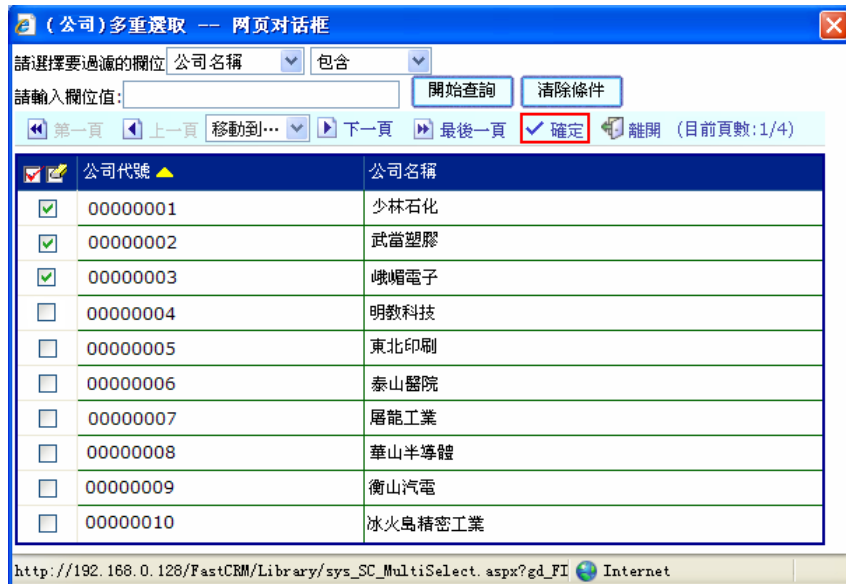 (公司)多重選取 -- 网页对话框
請選擇要過濾的欄位 公司名稱 包含
請輸入欄位值: 開始查詢 清除條件
第一頁 上一頁 移動到… 下一頁 最後一頁 確定 離開 (目前頁數:1/4)
公司代號 公司名稱
00000001 少林石化
00000002 武當塑膠
00000003 峨嵋電子
00000004 明教科技
00000005 東北印刷
00000006 泰山醫院
00000007 屠龍工業
00000008 華山半導體
00000009 衡山汽電
00000010 冰火島精密工業
http://192.168.0.128/FastCRM/Library/sys_SC_MultiSelect.aspx?gd_FI Internet